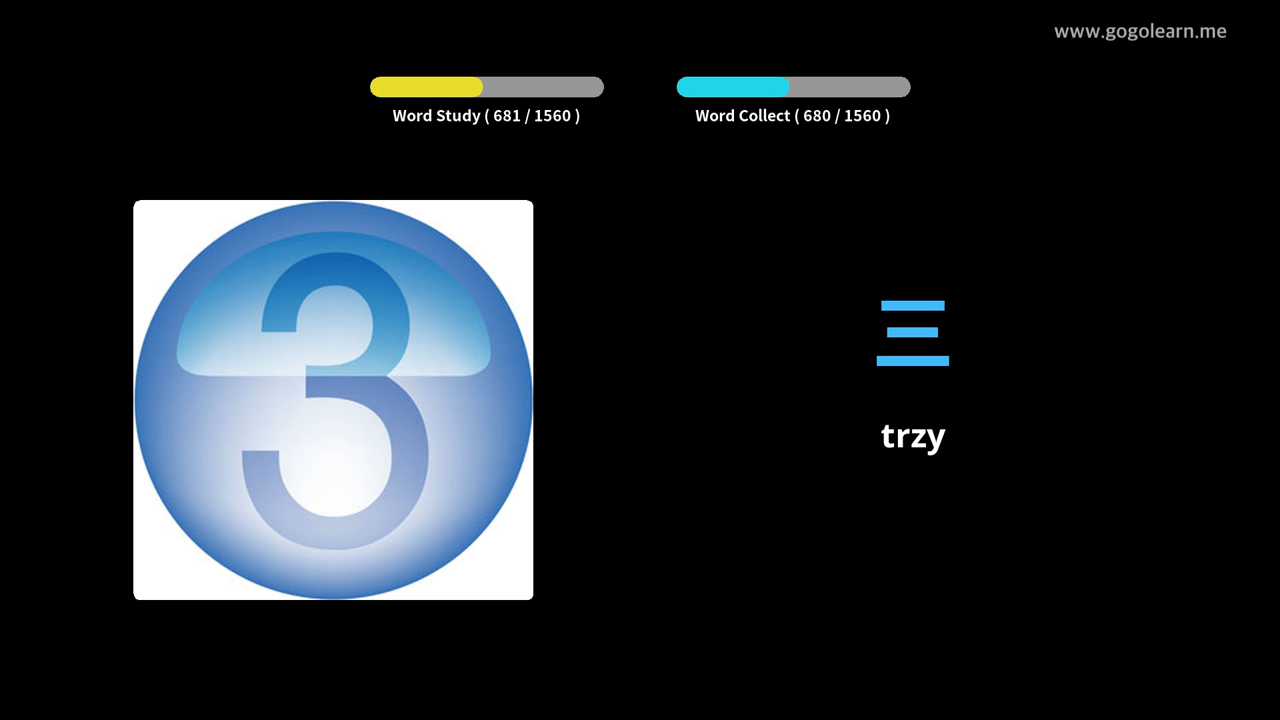 www.gogolearn.me
Word Study ( 681 / 1560 )
Word Collect ( 680 / 1560 )
3
三
trzy